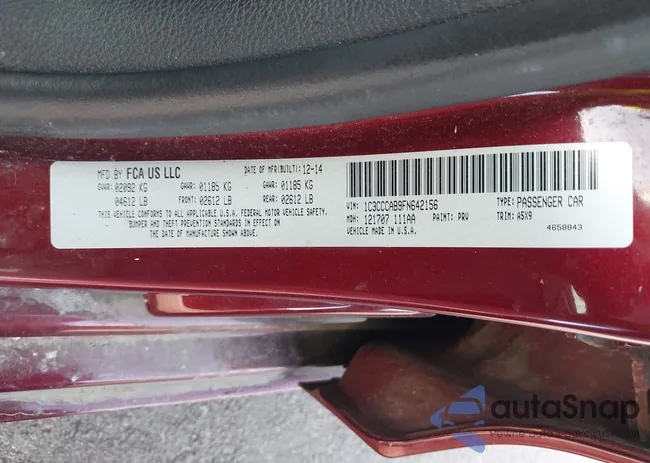 MFD BY FCA US LLC DATE OF MFR(BUILT): 12-14
GVWR: 02092 KG GAWR: 01185 KG GAWR: 01185 KG
04612 LB FRONT: 02612 LB REAR: 02612 LB
THIS VEHICLE CONFORMS TO ALL APPLICABLE U.S.A. FEDERAL MOTOR VEHICLE SAFETY,
BUMPER AND THEFT PREVENTION STANDARDS IN EFFECT ON
THE DATE OF MANUFACTURE SHOWN ABOVE.
VIN: 1C3CCCAB9FN642156 TYPE: PASSENGER CAR
MDH: 121707 111AA PAINT: PRV TRIM: A5X9
VEHICLE MADE IN U.S.A. 4658843
autoSnap